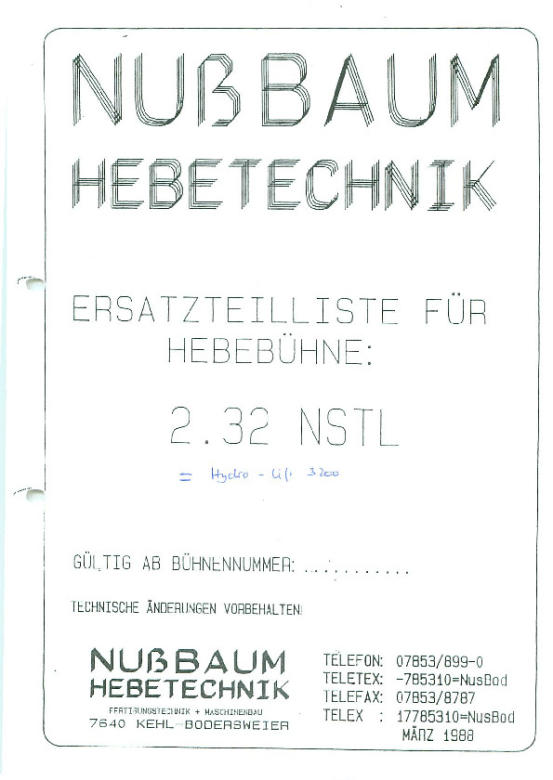 NUßBAUM
HEBETECHNIK
ERSATZTEILLISTE FÜR
HEBEBÜHNE:
2.32 NSTL
= Hydro - Lift 3200
GÜLTIG AB BÜHNENNUMMER: ............
TECHNISCHE ÄNDERUNGEN VORBEHALTEN!
NUßBAUM
HEBETECHNIK
FERTIGUNGSTECHNIK + MASCHINENBAU
7640 KEHL-BODERSWEIER
TELEFON: 07853/899-0
TELETEX: -785310=NusBod
TELEFAX: 07853/8787
TELEX : 17785310=NusBod
MÄRZ 1988